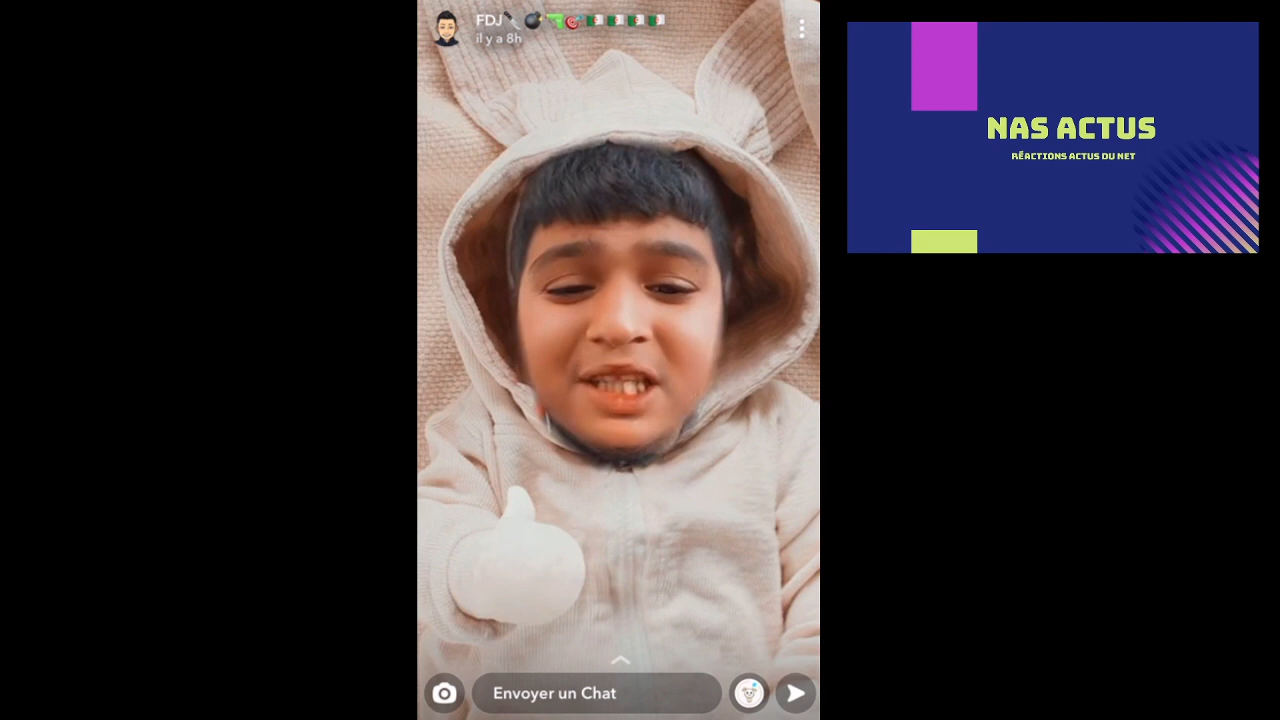 FDJ🔪💣🔫🎯🇩🇿🇩🇿🇩🇿🇩🇿
il y a 8h
NAS ACTUS
RÉACTIONS ACTUS DU NET
Envoyer un Chat